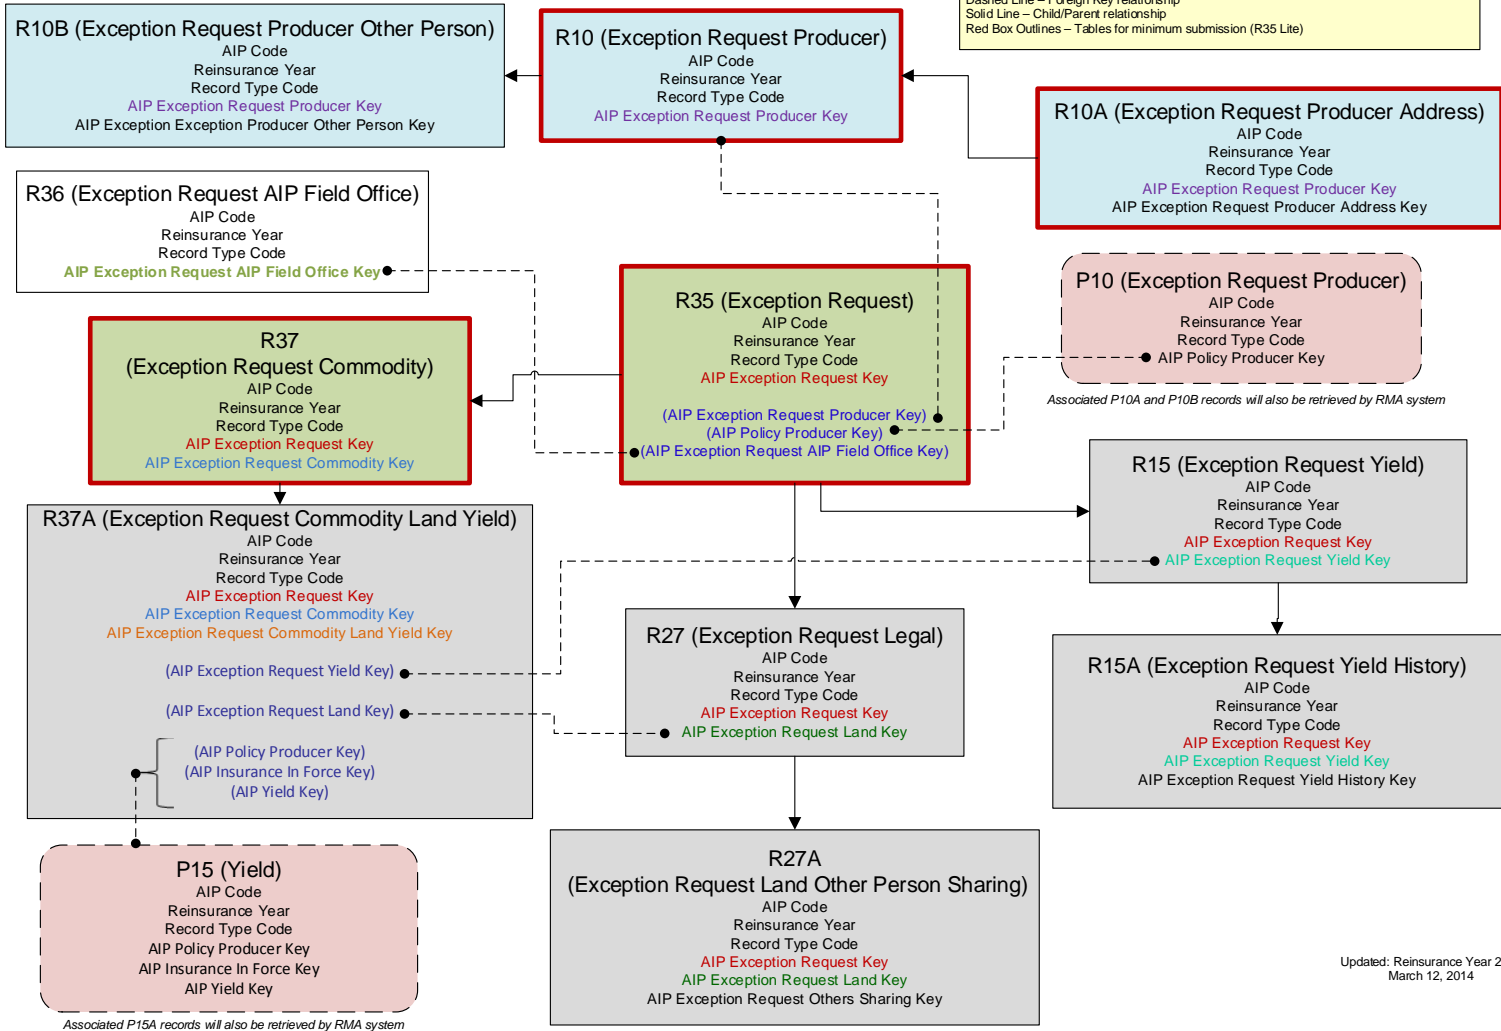 Dashed Line – Foreign Key relationship
Solid Line – Child/Parent relationship
Red Box Outlines – Tables for minimum submission (R35 Lite)
R10B (Exception Request Producer Other Person)
AIP Code
Reinsurance Year
Record Type Code
AIP Exception Request Producer Key
AIP Exception Exception Producer Other Person Key
R10 (Exception Request Producer)
AIP Code
Reinsurance Year
Record Type Code
AIP Exception Request Producer Key
R10A (Exception Request Producer Address)
AIP Code
Reinsurance Year
Record Type Code
AIP Exception Request Producer Key
AIP Exception Request Producer Address Key
R36 (Exception Request AIP Field Office)
AIP Code
Reinsurance Year
Record Type Code
AIP Exception Request AIP Field Office Key
R35 (Exception Request)
AIP Code
Reinsurance Year
Record Type Code
AIP Exception Request Key
(AIP Exception Request Producer Key)
(AIP Policy Producer Key)
(AIP Exception Request AIP Field Office Key)
P10 (Exception Request Producer)
AIP Code
Reinsurance Year
Record Type Code
AIP Policy Producer Key
Associated P10A and P10B records will also be retrieved by RMA system
R37
(Exception Request Commodity)
AIP Code
Reinsurance Year
Record Type Code
AIP Exception Request Key
AIP Exception Request Commodity Key
R15 (Exception Request Yield)
AIP Code
Reinsurance Year
Record Type Code
AIP Exception Request Key
AIP Exception Request Yield Key
R37A (Exception Request Commodity Land Yield)
AIP Code
Reinsurance Year
Record Type Code
AIP Exception Request Key
AIP Exception Request Commodity Key
AIP Exception Request Commodity Land Yield Key
(AIP Exception Request Yield Key)
(AIP Exception Request Land Key)
(AIP Policy Producer Key)
(AIP Insurance In Force Key)
(AIP Yield Key)
R27 (Exception Request Legal)
AIP Code
Reinsurance Year
Record Type Code
AIP Exception Request Key
AIP Exception Request Land Key
R15A (Exception Request Yield History)
AIP Code
Reinsurance Year
Record Type Code
AIP Exception Request Key
AIP Exception Request Yield Key
AIP Exception Request Yield History Key
P15 (Yield)
AIP Code
Reinsurance Year
Record Type Code
AIP Policy Producer Key
AIP Insurance In Force Key
AIP Yield Key
Associated P15A records will also be retrieved by RMA system
R27A
(Exception Request Land Other Person Sharing)
AIP Code
Reinsurance Year
Record Type Code
AIP Exception Request Key
AIP Exception Request Land Key
AIP Exception Request Others Sharing Key
Updated: Reinsurance Year 2
March 12, 2014